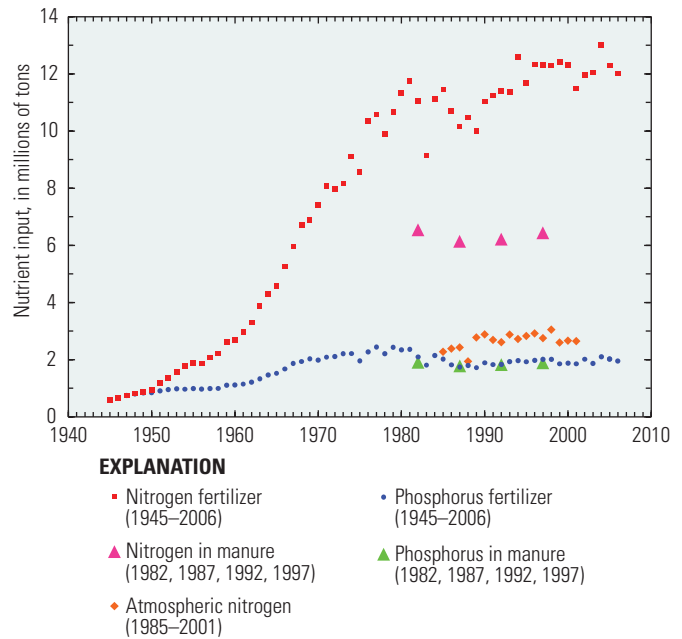 14
12
10
8
6
4
2
0
Nutrient input, in millions of tons
1940 1950 1960 1970 1980 1990 2000 2010
EXPLANATION
Nitrogen fertilizer
(1945–2006)
Phosphorus fertilizer
(1945–2006)
Nitrogen in manure
(1982, 1987, 1992, 1997)
Phosphorus in manure
(1982, 1987, 1992, 1997)
Atmospheric nitrogen
(1985–2001)